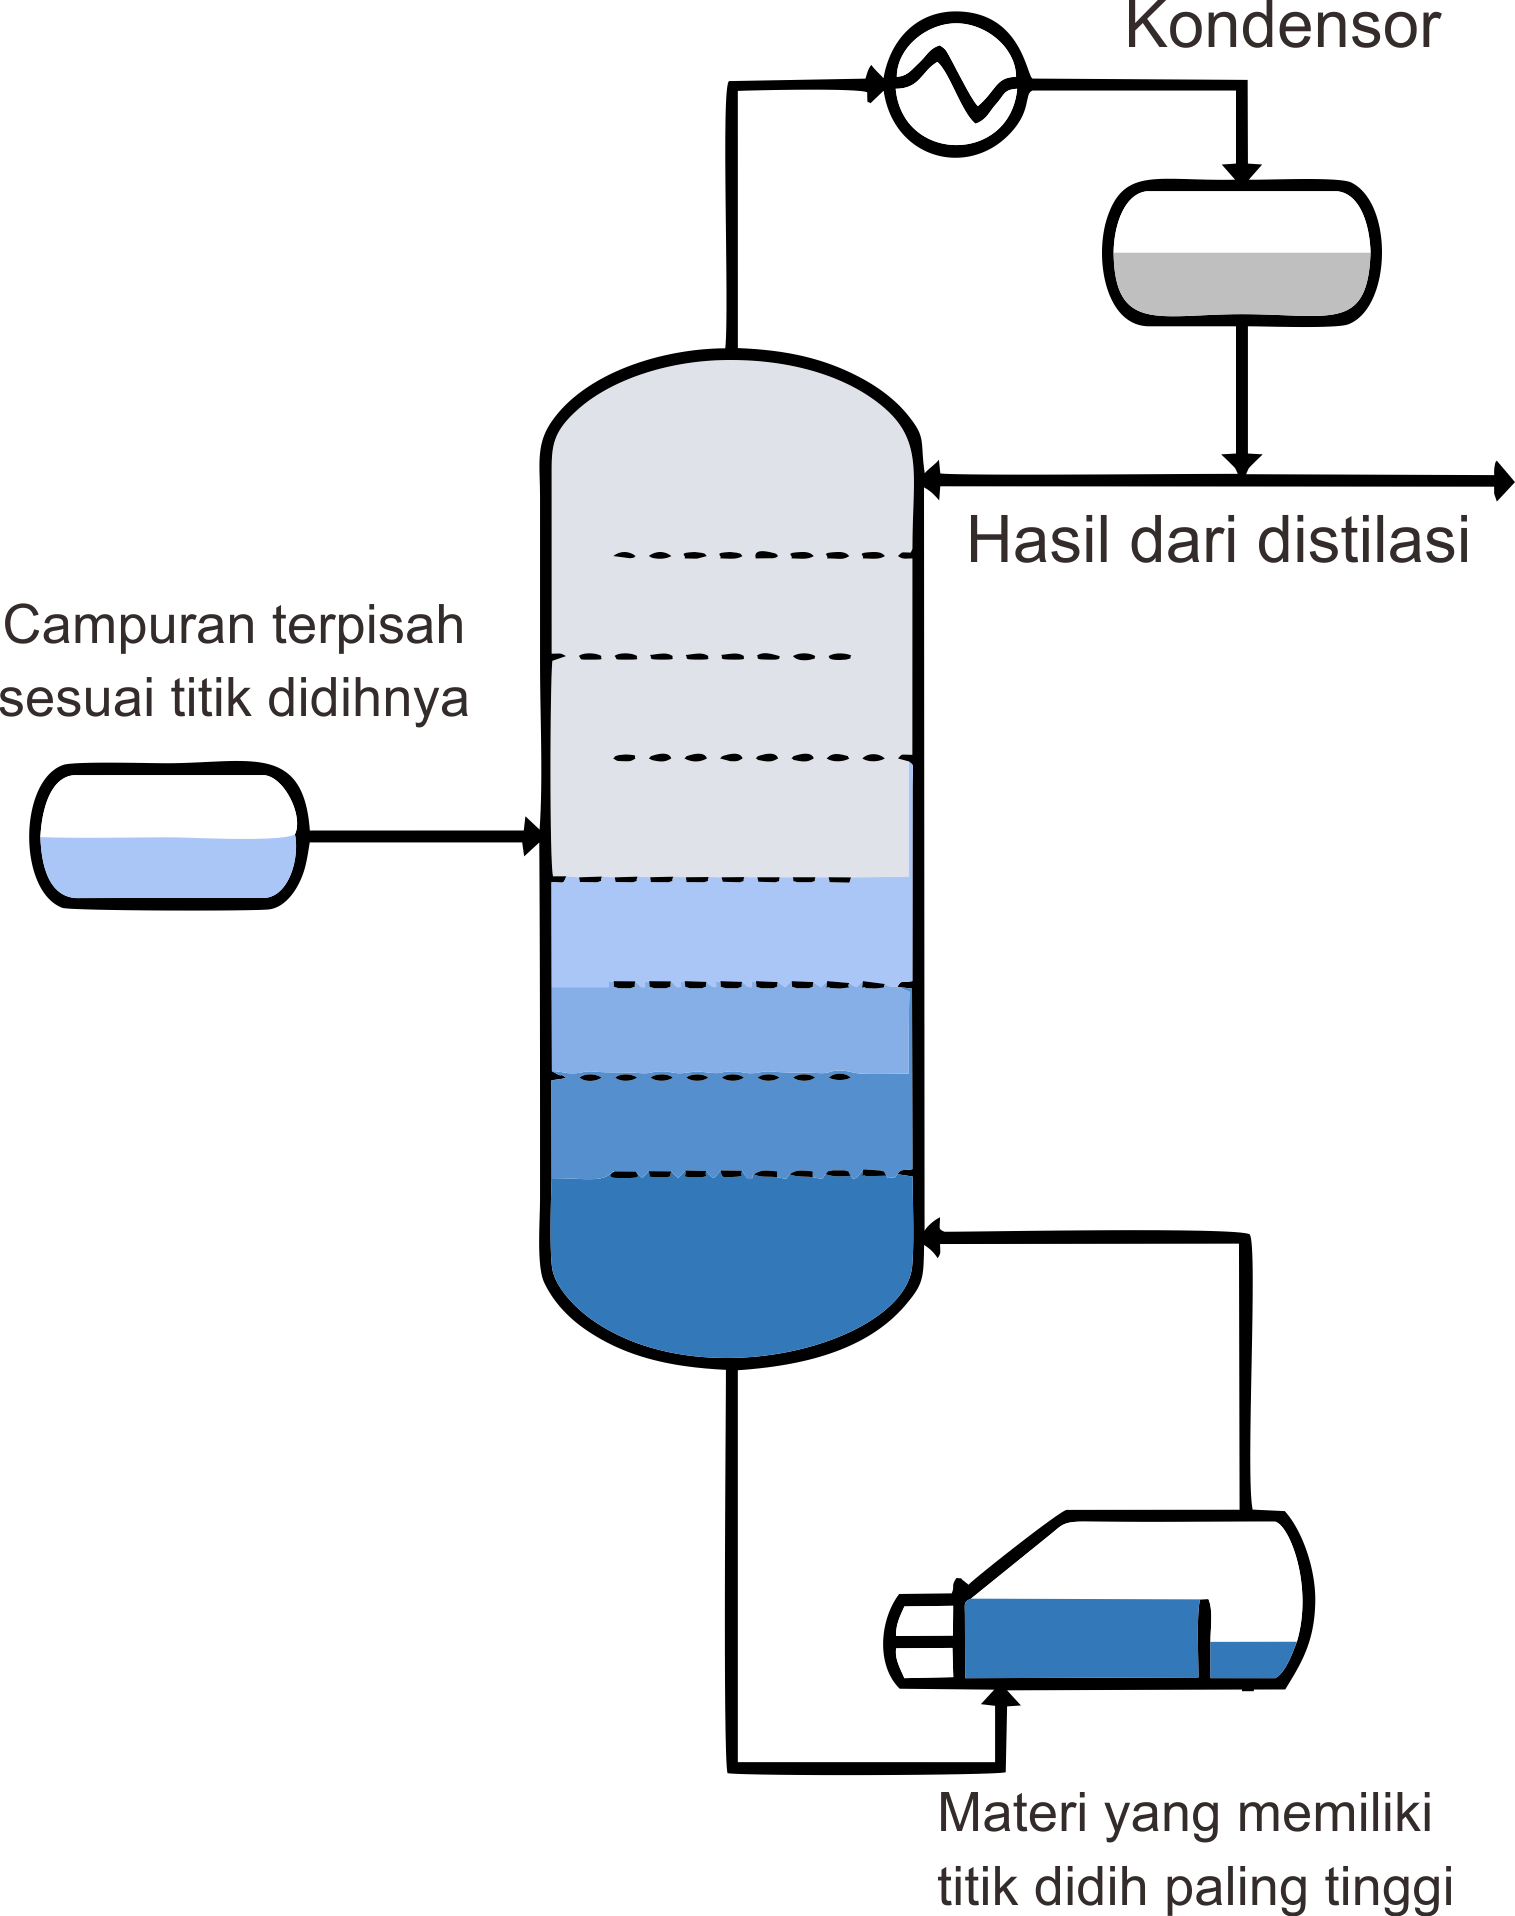 Kondensor
Hasil dari distilasi
Campuran terpisah
sesuai titik didihnya
Materi yang memiliki
titik didih paling tinggi